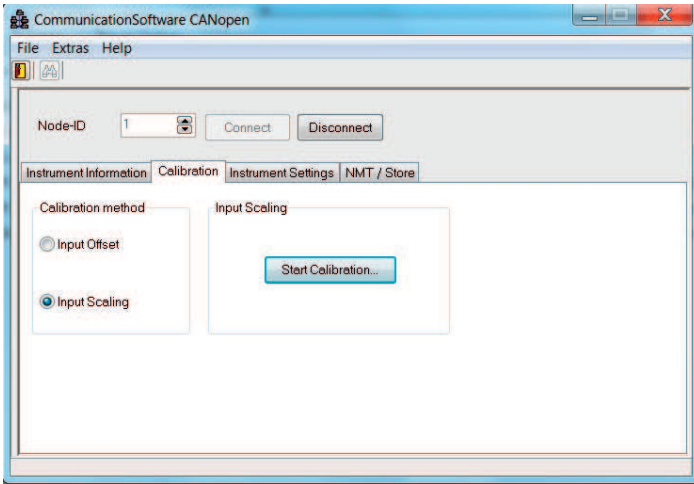 CommunicationSoftware CANopen
File Extras Help
Node-ID 1 Connect Disconnect
Instrument Information Calibration Instrument Settings NMT / Store
Calibration method Input Scaling
Input Offset
Start Calibration...
Input Scaling